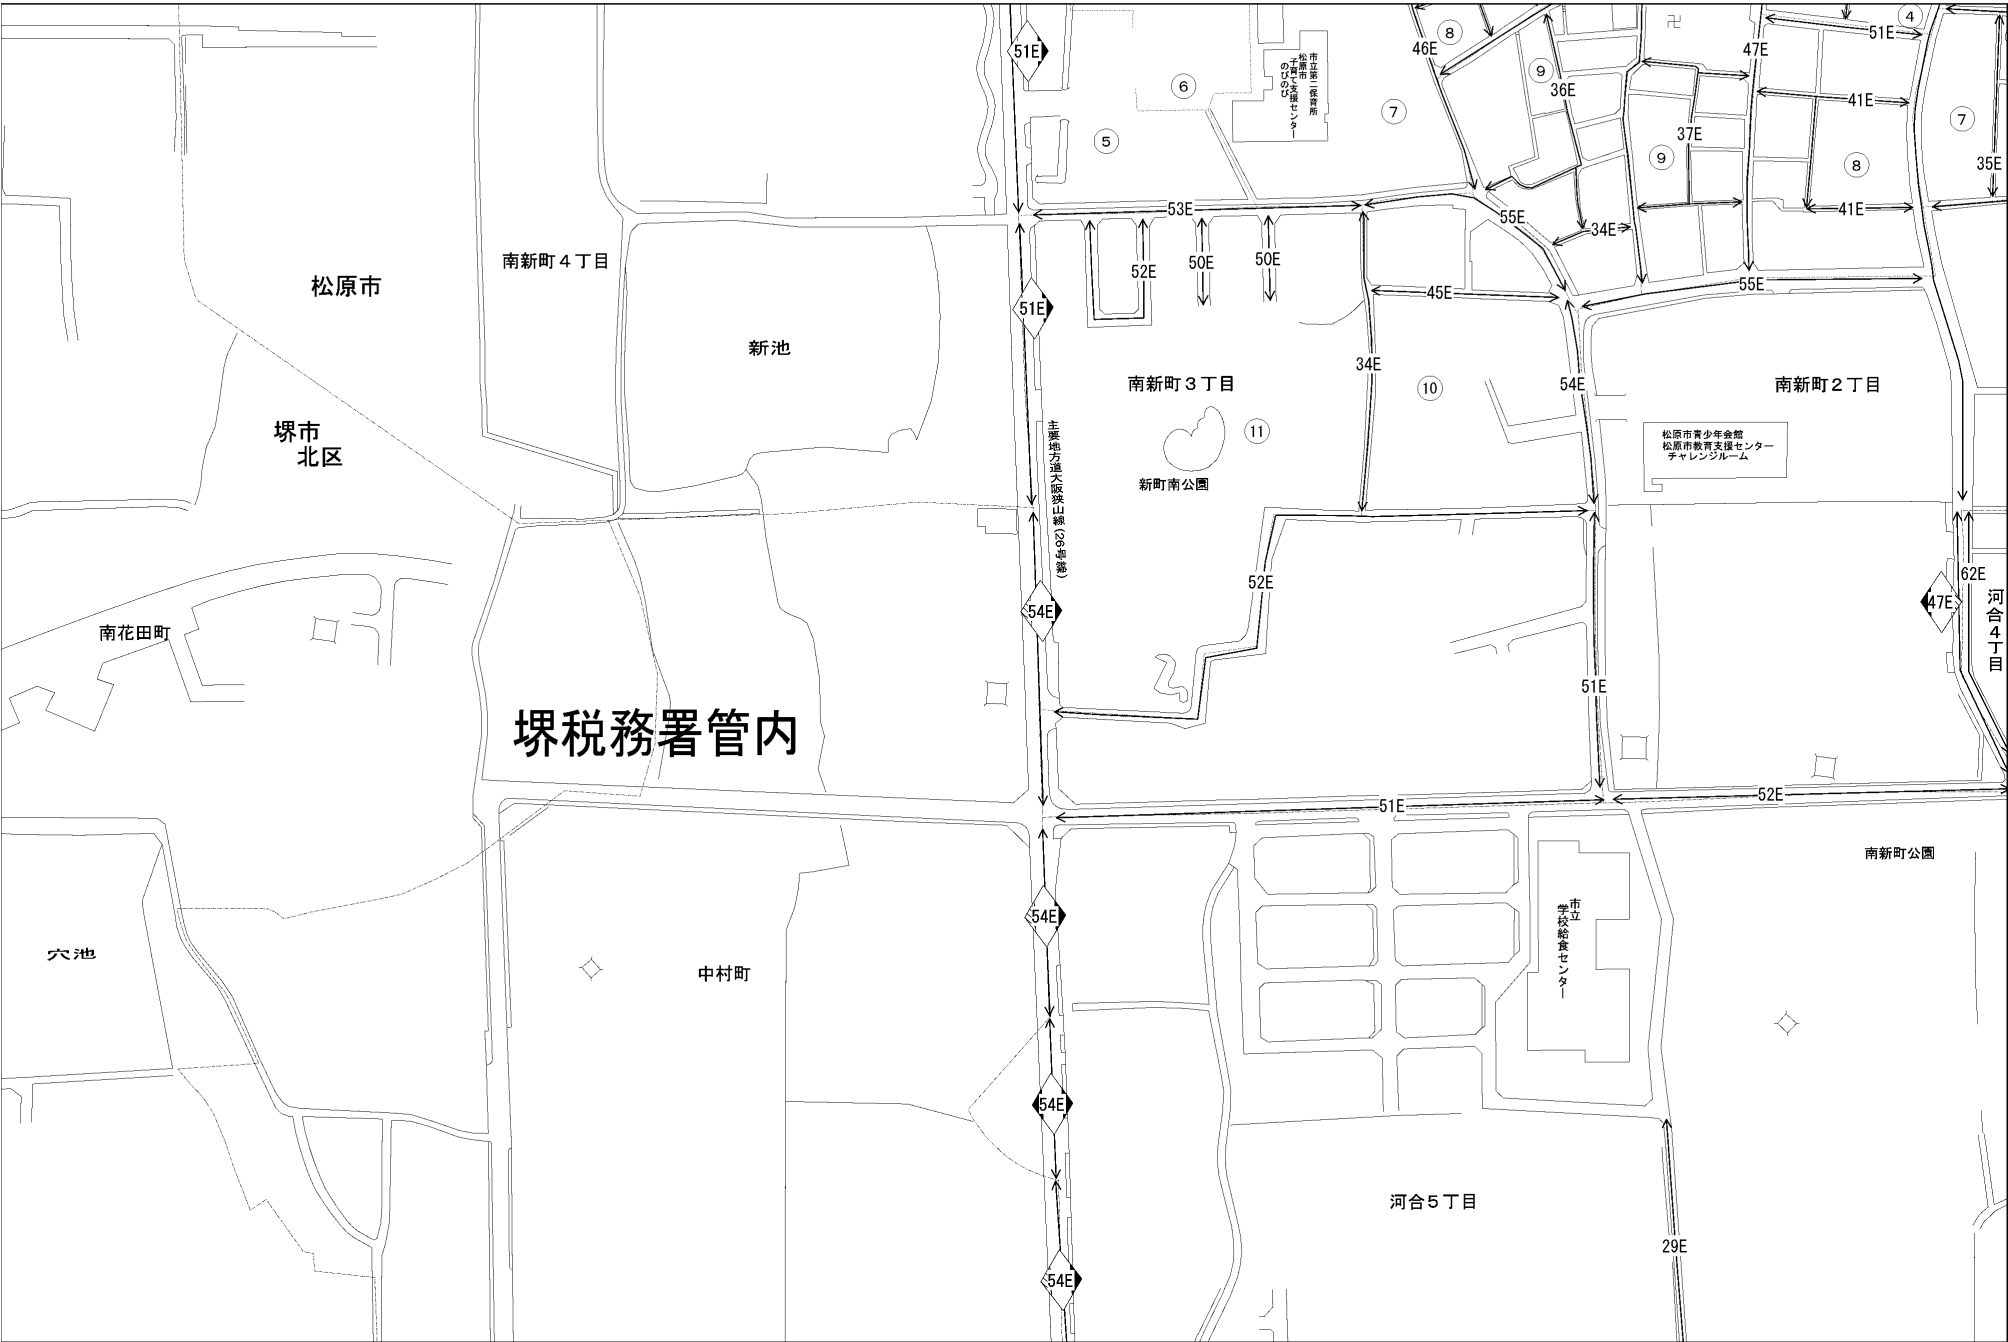 51E
46E
⑧
⑨
36E
47E
④
51E
市立第二保育所
松原市
子育て支援センター
のびのび
⑥
⑦
⑤
41E
⑦
37E
⑨
⑧
35E
53E
55E
34E
41E
南新町４丁目
52E
50E
50E
松原市
51E
45E
55E
新池
34E
54E
南新町３丁目
⑩
南新町２丁目
⑪
堺市
北区
主要地方道大阪狭山線(26号線)
松原市青少年会館
松原市教育支援センター
チャレンジルーム
新町南公園
52E
62E
54E
47E
河合４丁目
南花田町
51E
堺税務署管内
51E
52E
南新町公園
54E
市立
学校給食センター
穴池
中村町
54E
河合５丁目
29E
54E